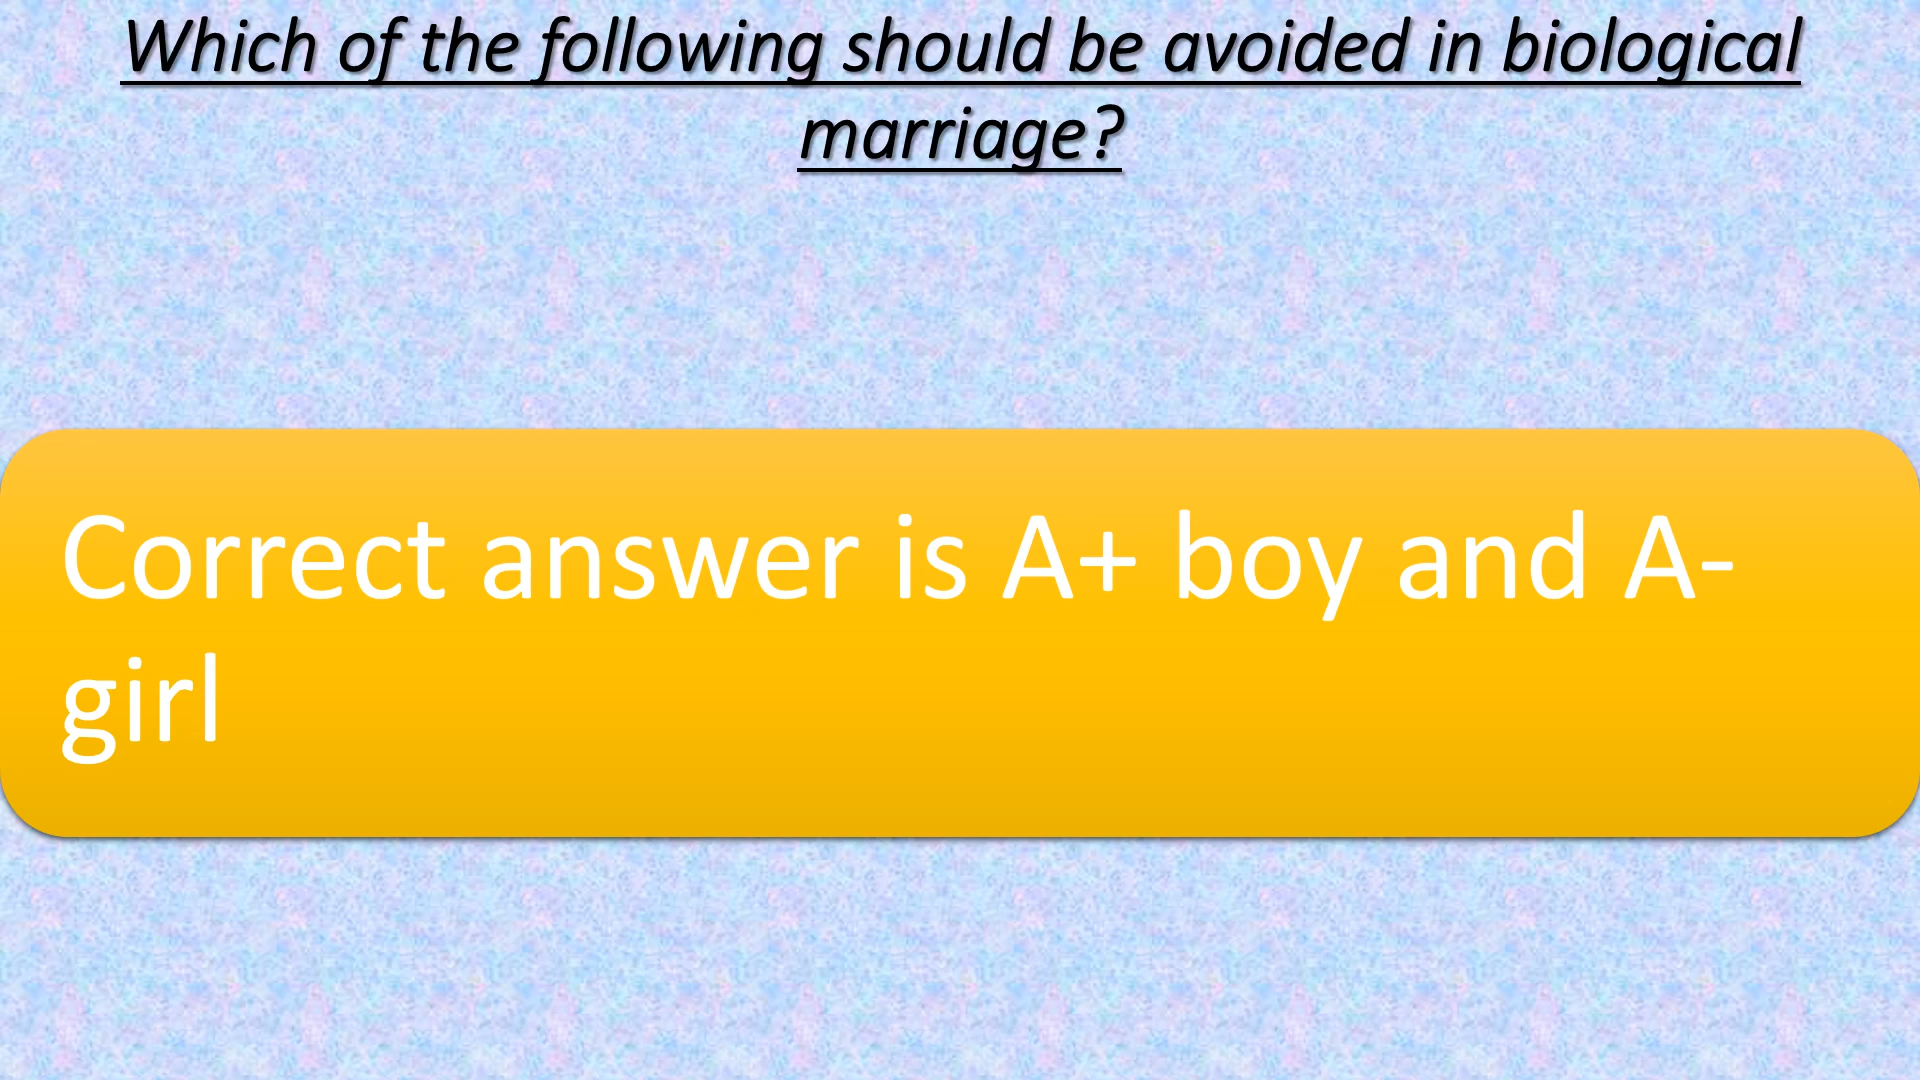 Which of the following should be avoided in biological
marriage?
Correct answer is A+ boy and A-
girl